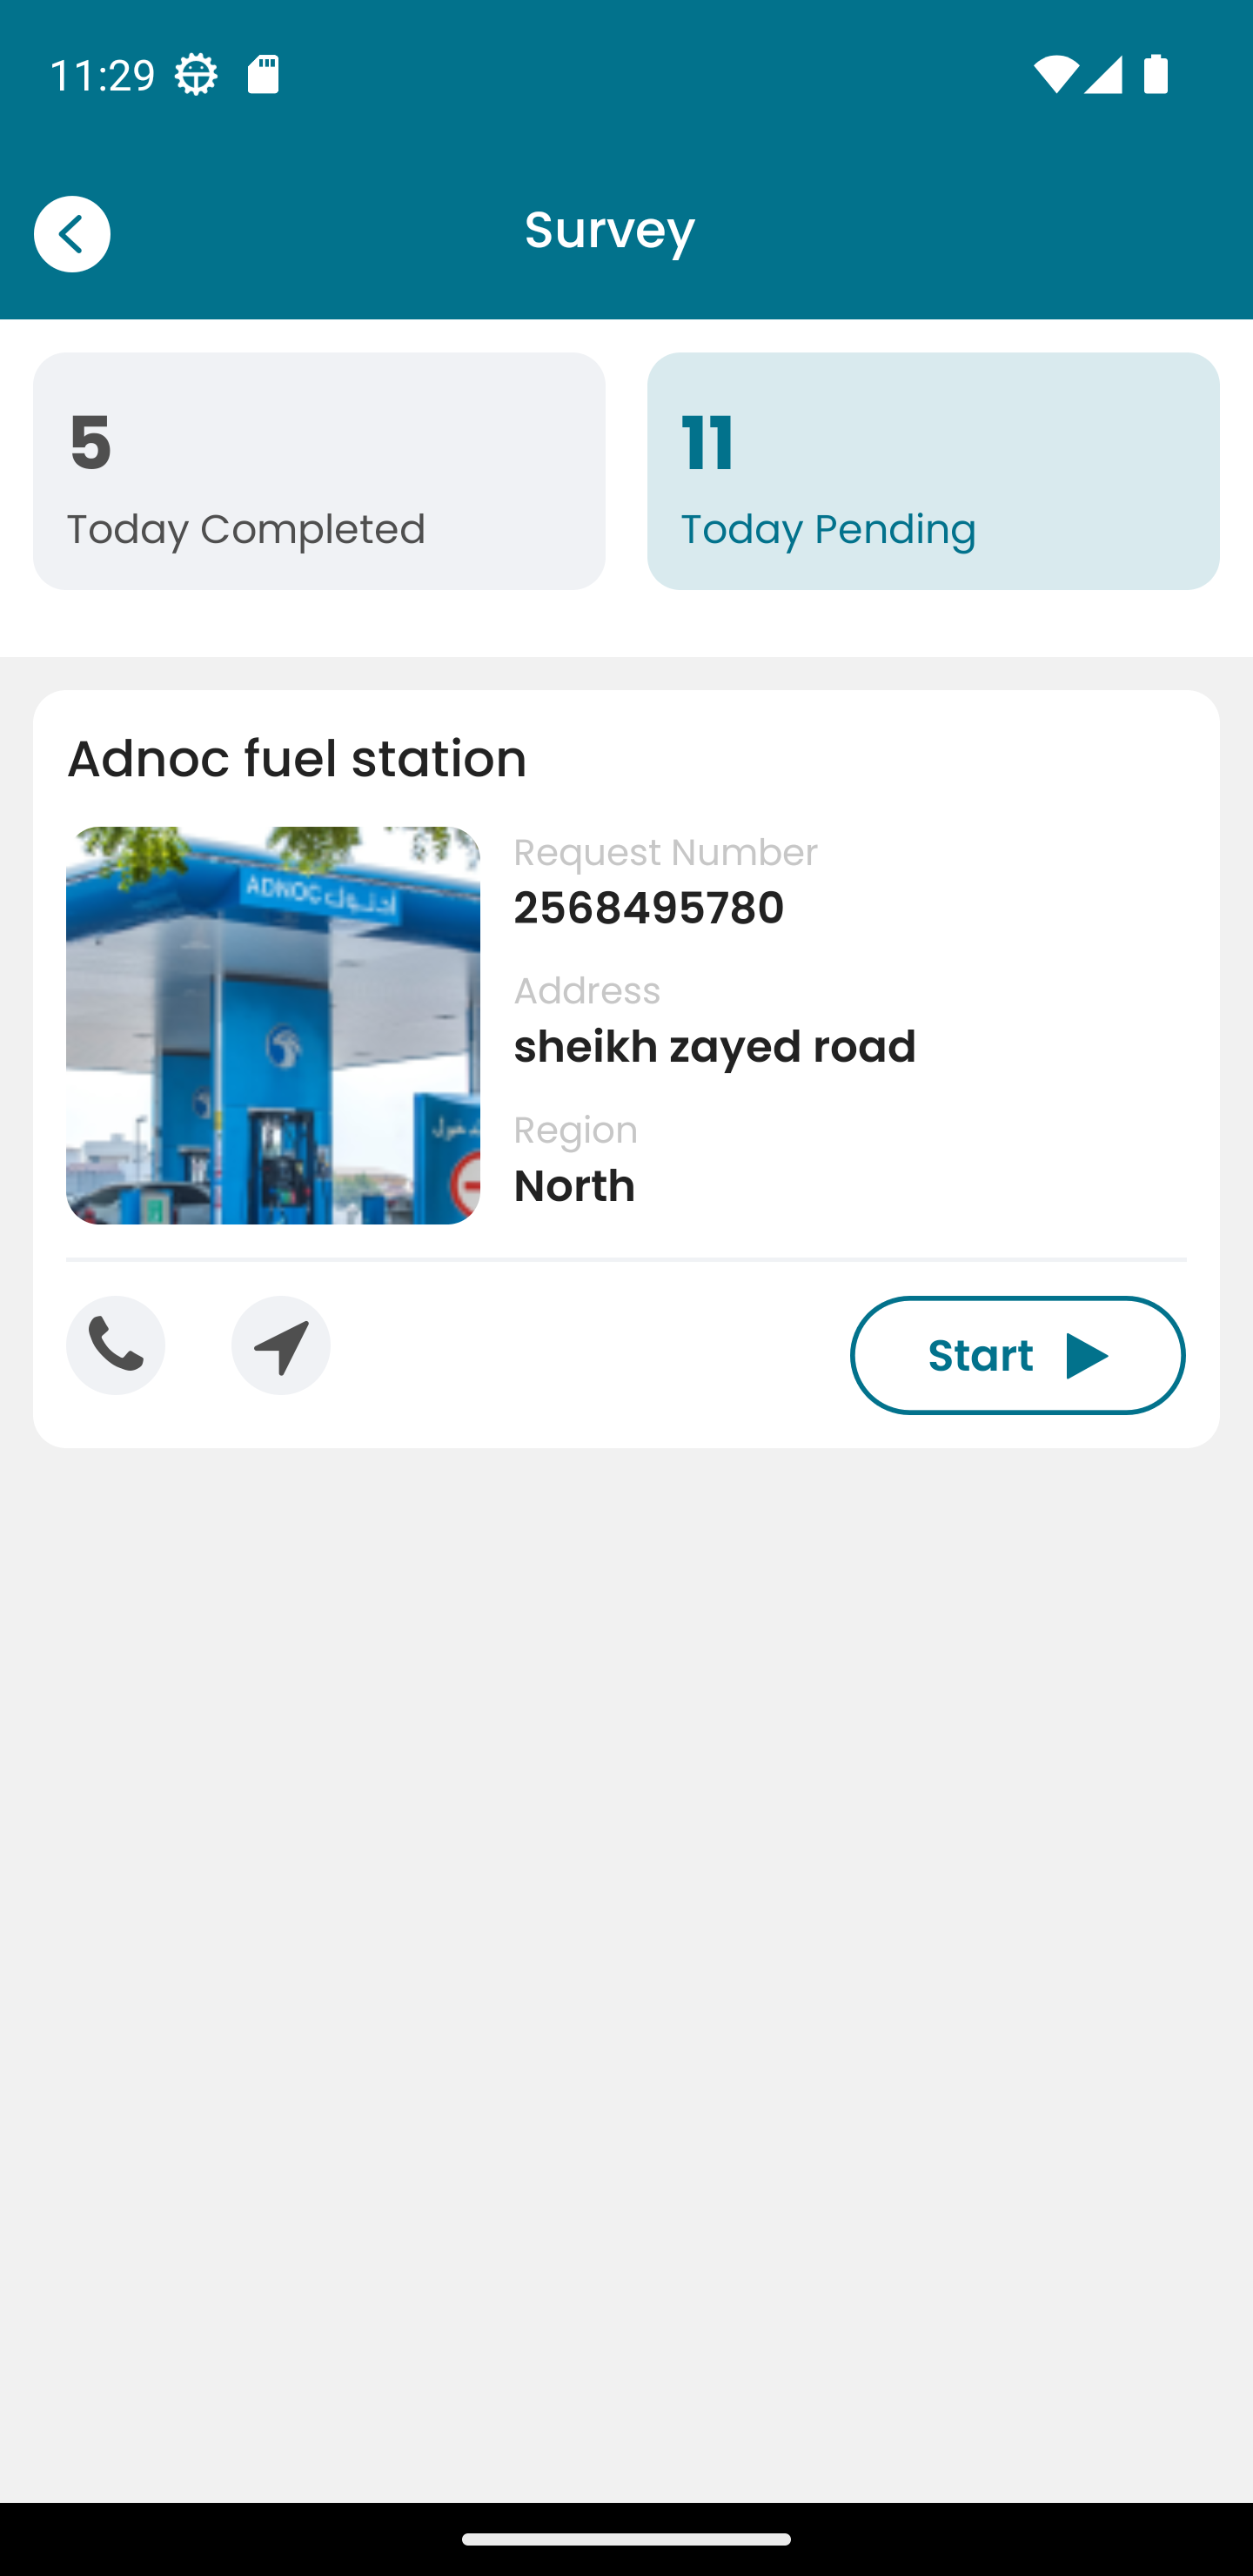 11:29
Survey
5
Today Completed
11
Today Pending
Adnoc fuel station
ADNOC أدنوك
Request Number
2568495780
Address
sheikh zayed road
Region
North
Start